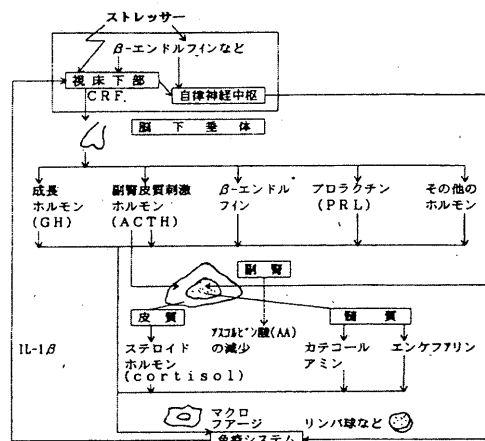 ストレッサー
β-エンドルフィンなど
視床下部
CRF
自律神経中枢
脳下垂体
成長
ホルモン
(GH)
副腎皮質刺激
ホルモン
(ACTH)
β-エンドル
フィン
プロラクチン
(PRL)
その他の
ホルモン
副腎
皮質
アスコルビン酸(AA)
の減少
髄質
IL-1β
ステロイド
ホルモン
(cortisol)
カテコール
アミン
エンケファリン
マクロ
ファージ
リンパ球など
免疫システム